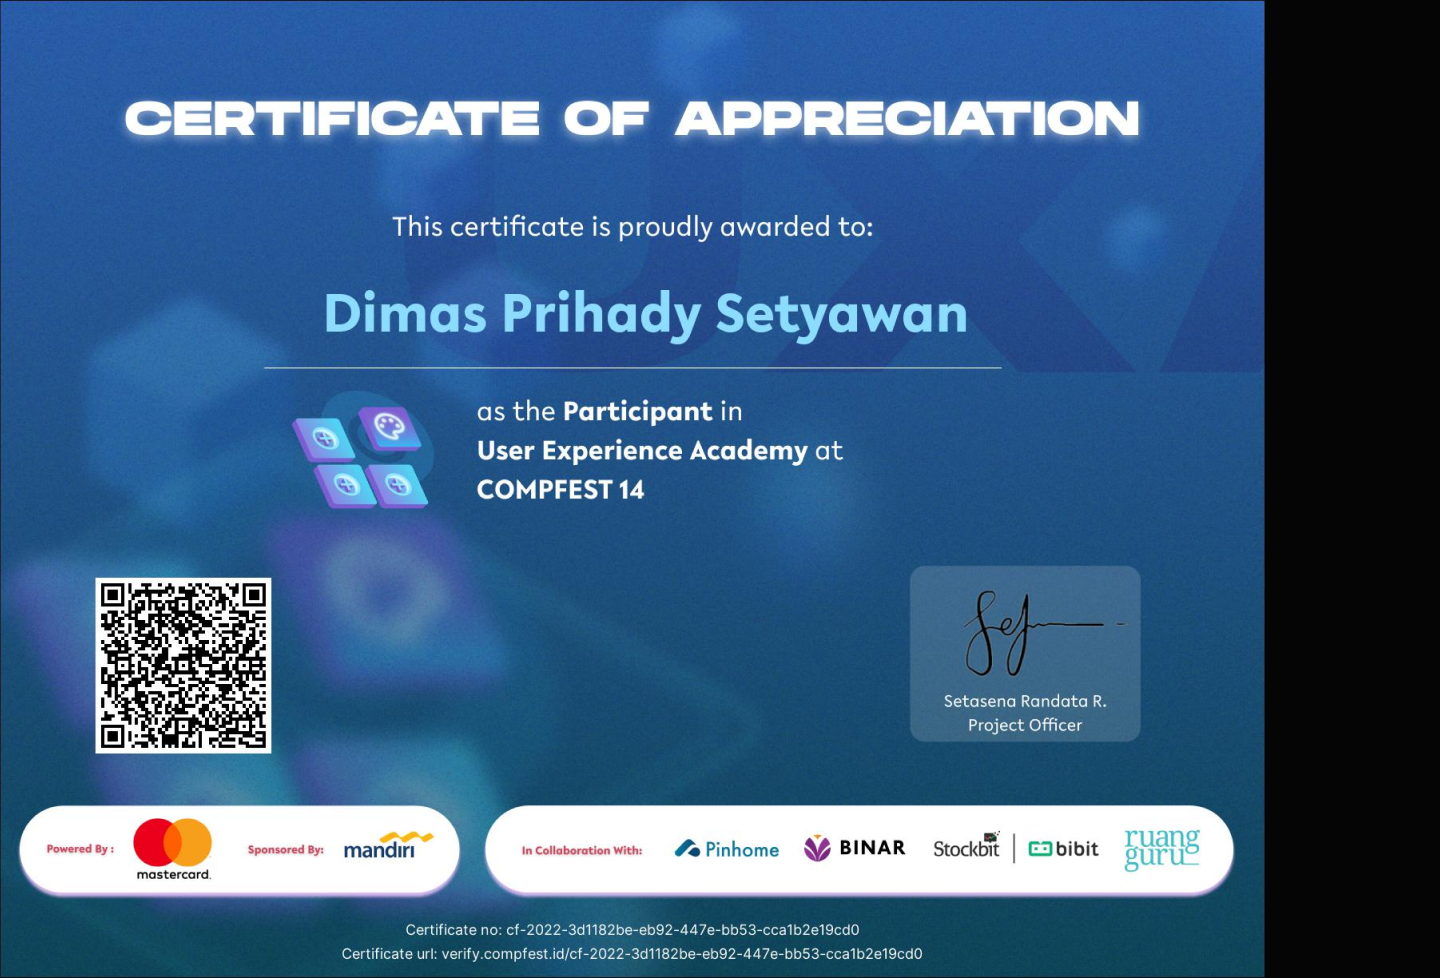 CERTIFICATE OF APPRECIATION
This certificate is proudly awarded to:
Dimas Prihady Setyawan
as the Participant in
User Experience Academy at
COMPFEST 14
Setasena Randata R.
Project Officer
Powered By :
mastercard.
Sponsored By:
mandiri
In Collaboration With:
Pinhome
BINAR
Stockbit
bibit
ruang
guru
Certificate no: cf-2022-3d1182be-eb92-447e-bb53-cca1b2e19cd0
Certificate url: verify.compfest.id/cf-2022-3d1182be-eb92-447e-bb53-cca1b2e19cd0